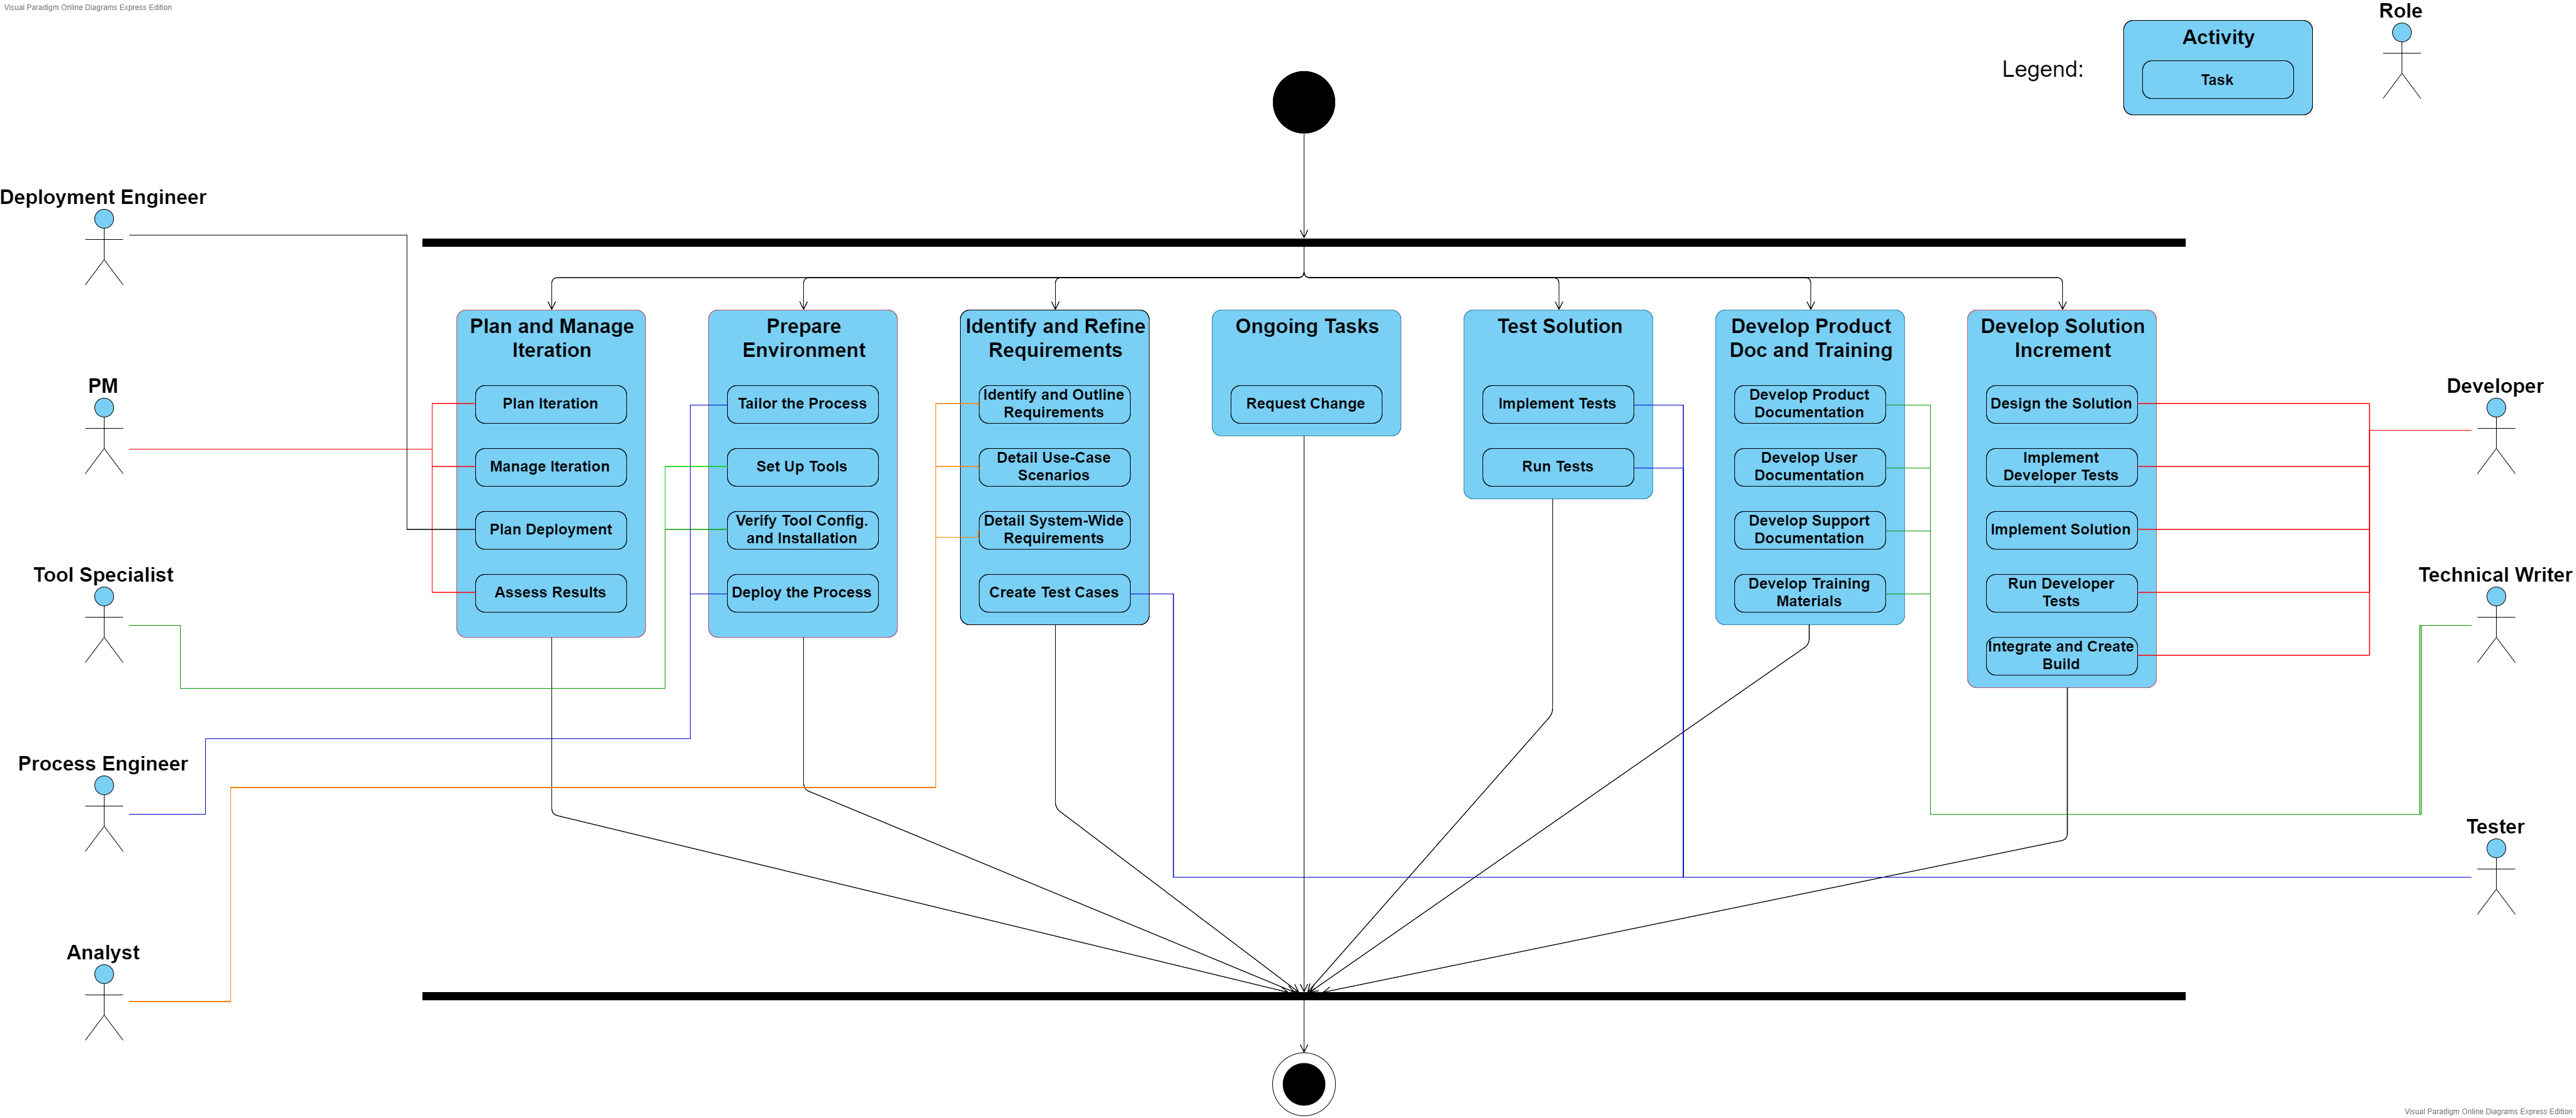 Visual Paradigm Online Diagrams Express Edition
Role
Activity
Legend:
Task
Deployment Engineer
PM
Tool Specialist
Process Engineer
Analyst
Plan and Manage
Iteration
Plan Iteration
Manage Iteration
Plan Deployment
Assess Results
Prepare
Environment
Tailor the Process
Set Up Tools
Verify Tool Config.
and Installation
Deploy the Process
Identify and Refine
Requirements
Identify and Outline
Requirements
Detail Use-Case
Scenarios
Detail System-Wide
Requirements
Create Test Cases
Ongoing Tasks
Request Change
Test Solution
Implement Tests
Run Tests
Develop Product
Doc and Training
Develop Product
Documentation
Develop User
Documentation
Develop Support
Documentation
Develop Training
Materials
Develop Solution
Increment
Design the Solution
Implement
Developer Tests
Implement Solution
Run Developer
Tests
Integrate and Create
Build
Developer
Technical Writer
Tester
Visual Paradigm Online Diagrams Express Edition